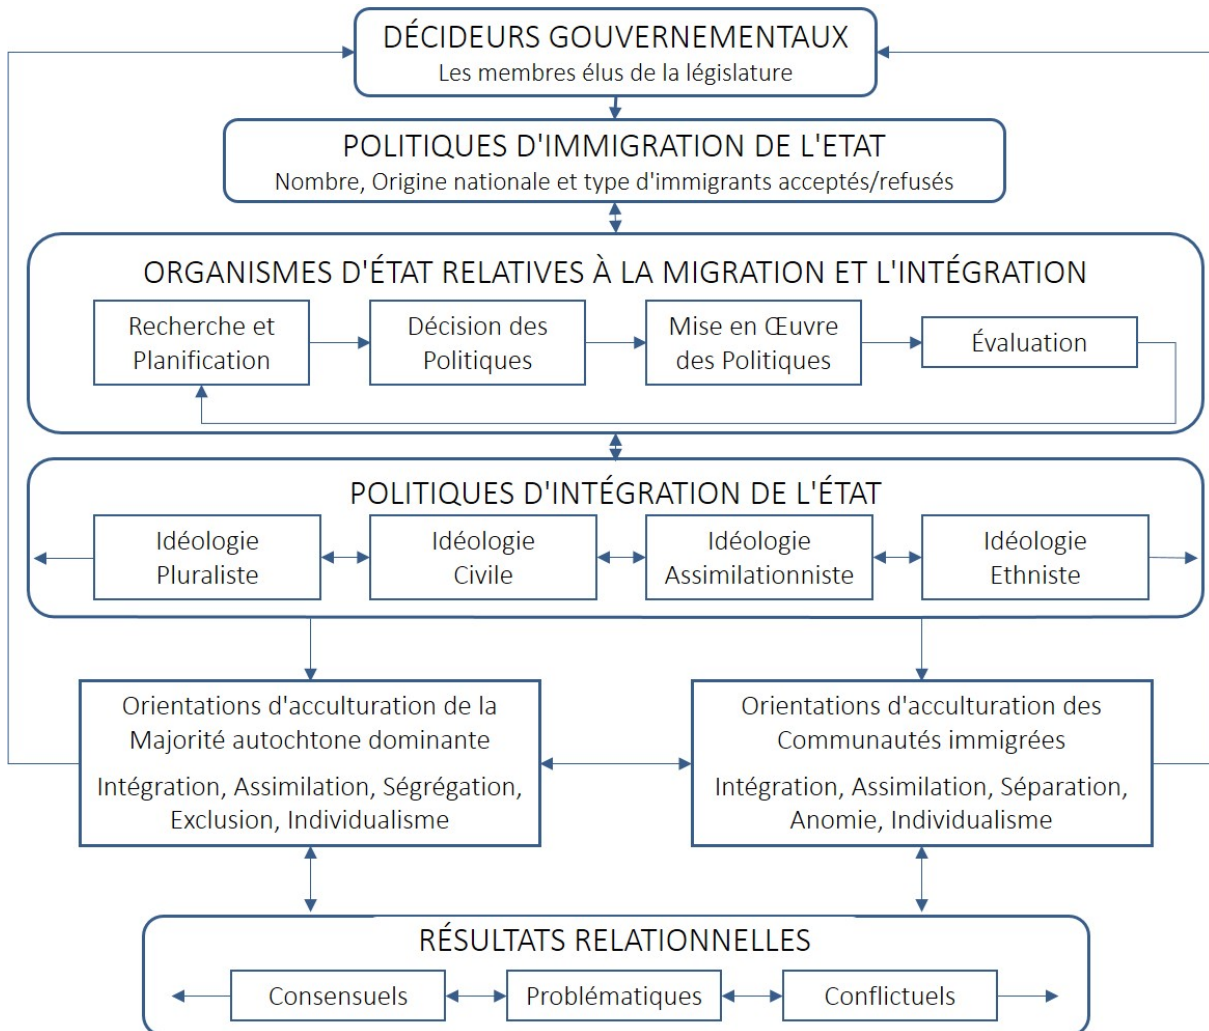 DÉCIDEURS GOUVERNEMENTAUX
Les membres élus de la législature
POLITIQUES D'IMMIGRATION DE L'ETAT
Nombre, Origine nationale et type d'immigrants acceptés/refusés
ORGANISMES D'ÉTAT RELATIVES À LA MIGRATION ET L'INTÉGRATION
Recherche et
Planification
Décision des
Politiques
Mise en Œuvre
des Politiques
Évaluation
POLITIQUES D'INTÉGRATION DE L'ÉTAT
Idéologie
Pluraliste
Idéologie
Civile
Idéologie
Assimilationniste
Idéologie
Ethniste
Orientations d'acculturation de la
Majorité autochtone dominante
Intégration, Assimilation, Ségrégation,
Exclusion, Individualisme
Orientations d'acculturation des
Communautés immigrées
Intégration, Assimilation, Séparation,
Anomie, Individualisme
RÉSULTATS RELATIONNELLES
Consensuels
Problématiques
Conflictuels